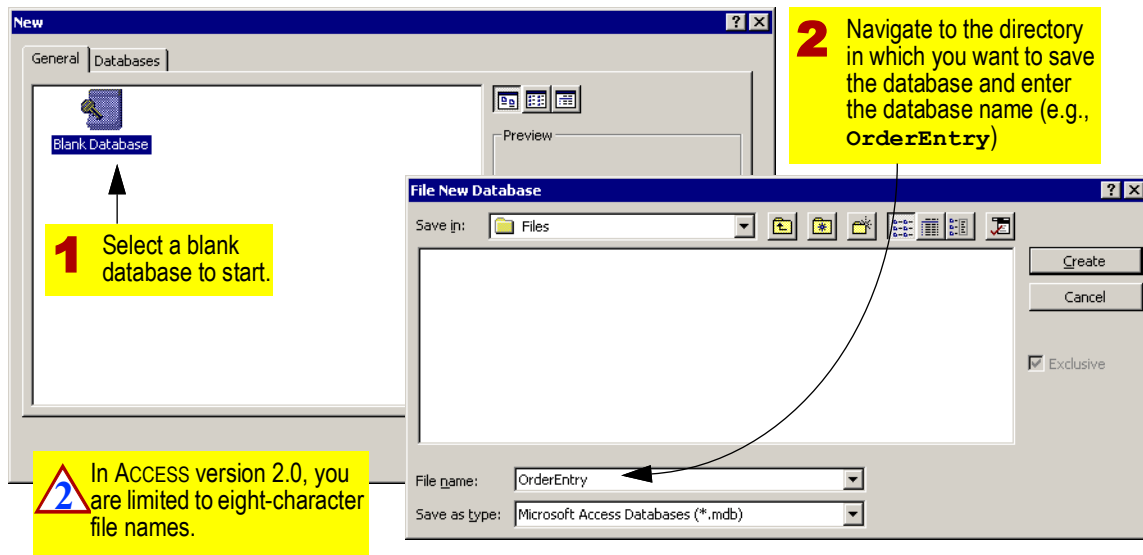 New
General
Databases
Blank Database
Preview
1 Select a blank
database to start.
2 Navigate to the directory
in which you want to save
the database and enter
the database name (e.g.,
OrderEntry)
File New Database
Save in:
Files
Create
Cancel
Exclusive
File name:
OrderEntry
Save as type:
Microsoft Access Databases (*.mdb)
2 In ACCESS version 2.0, you
are limited to eight-character
file names.